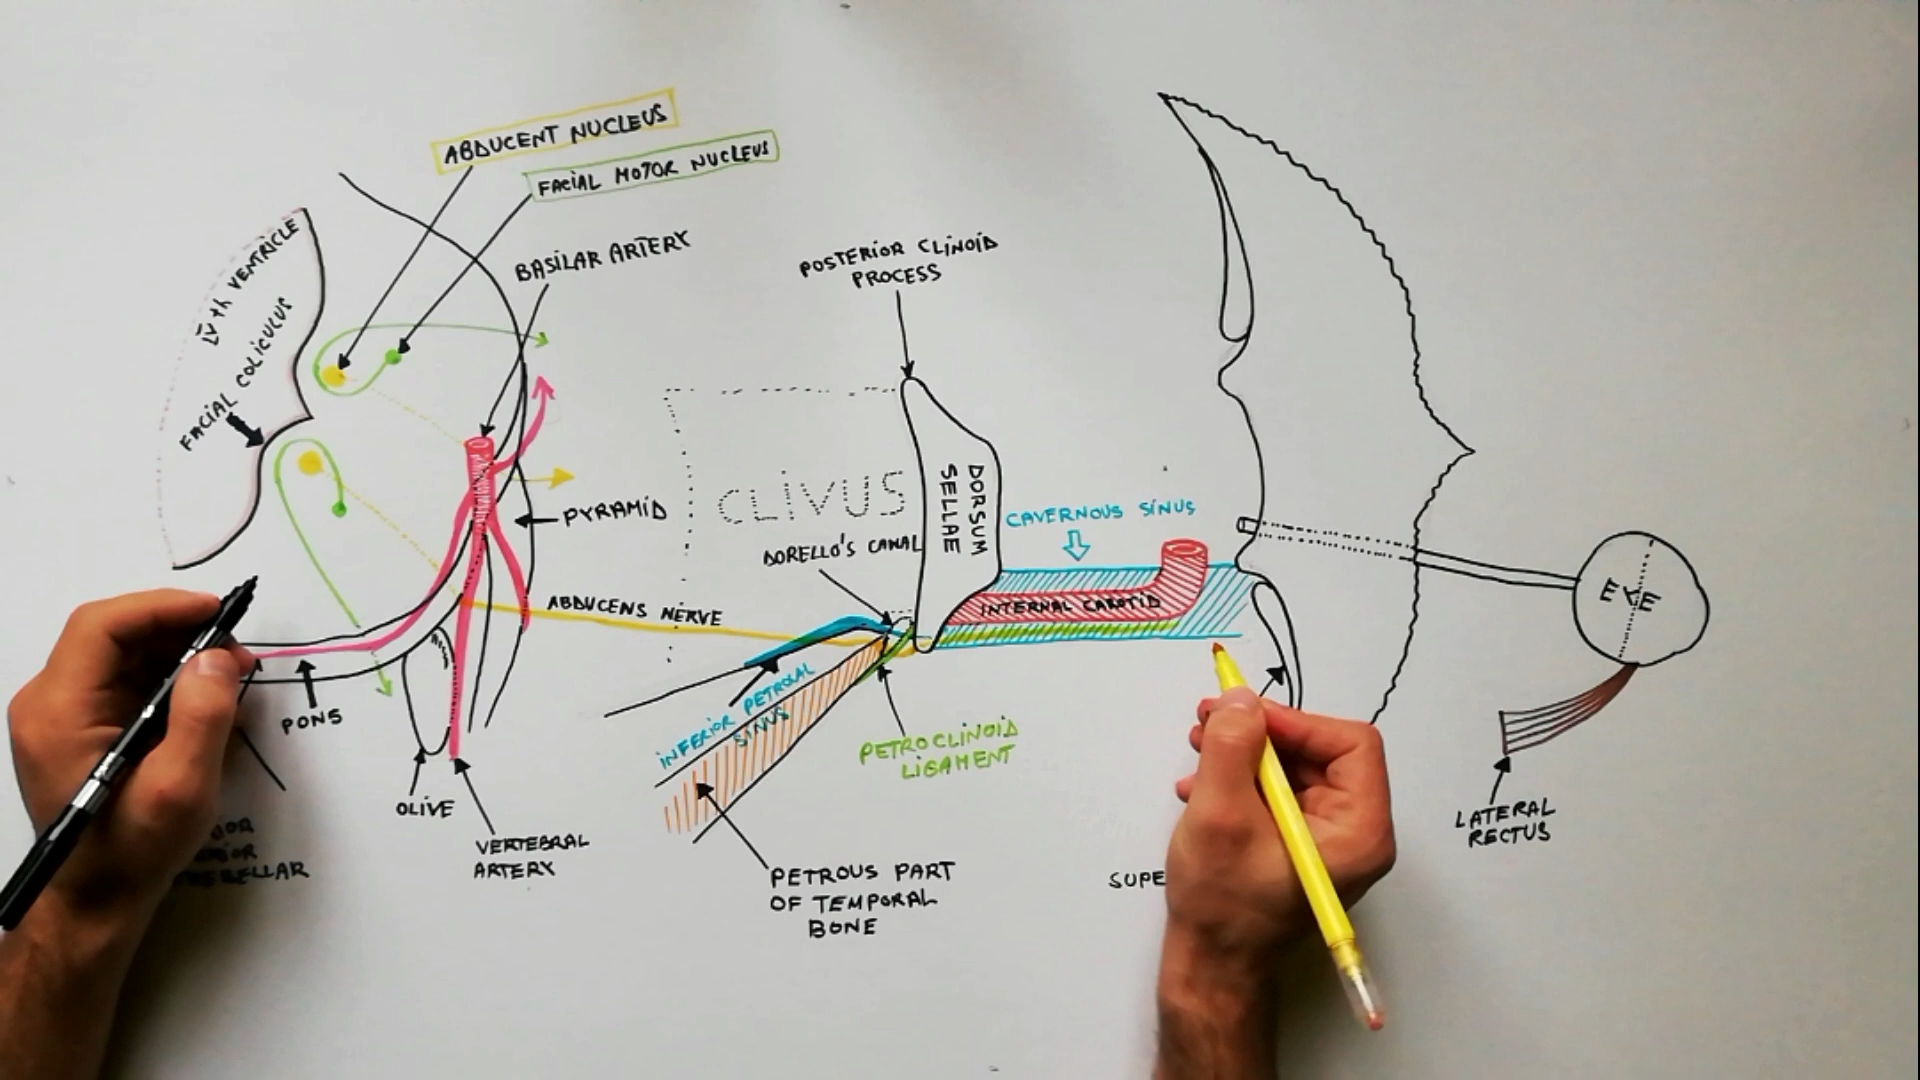 ABDUCENT NUCLEUS
FACIAL MOTOR NUCLEUS
BASILAR ARTERY
IVth VENTRICLE
FACIAL COLICULUS
POSTERIOR CLINOID
PROCESS
CLIVUS
DORSUM
SELLAE
PYRAMID
CAVERNOUS SINUS
DORELLO'S CANAL
INTERNAL CAROTID
ABDUCENS NERVE
EYE
INFERIOR PETROSAL
SINUS
PONS
PETROCLINOID
LIGAMENT
OLIVE
VERTEBRAL
ARTERY
LATERAL
RECTUS
PETROUS PART
OF TEMPORAL
BONE
SUPE